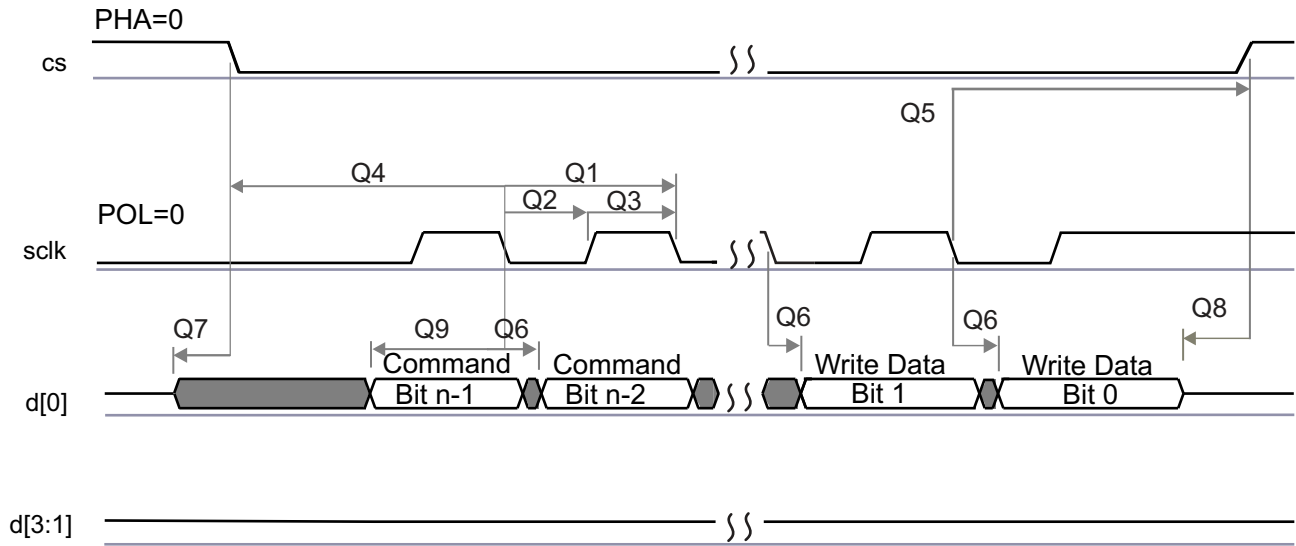 PHA=0
cs
Q5
Q4 Q1
Q2 Q3
POL=0
sclk
Q7 Q9 Q6 Q6 Q6 Q8
Command Command Write Data Write Data
d[0] Bit n-1 Bit n-2 Bit 1 Bit 0
d[3:1]